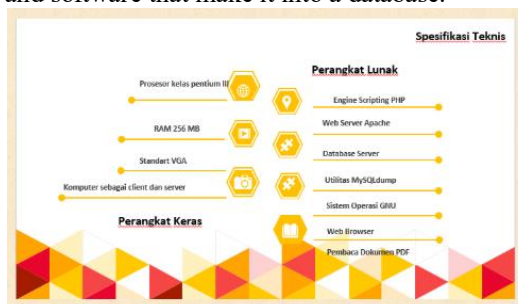 and software that make it into a database.
Spesifikasi Teknis
Prosesor kelas pentium III
RAM 256 MB
Standart VGA
Komputer sebagai client dan server
Perangkat Keras
Perangkat Lunak
Engine Scripting PHP
Web Server Apache
Database Server
Utilitas MySQLdump
Sistem Operasi GNU
Web Browser
Pembaca Dokumen PDF